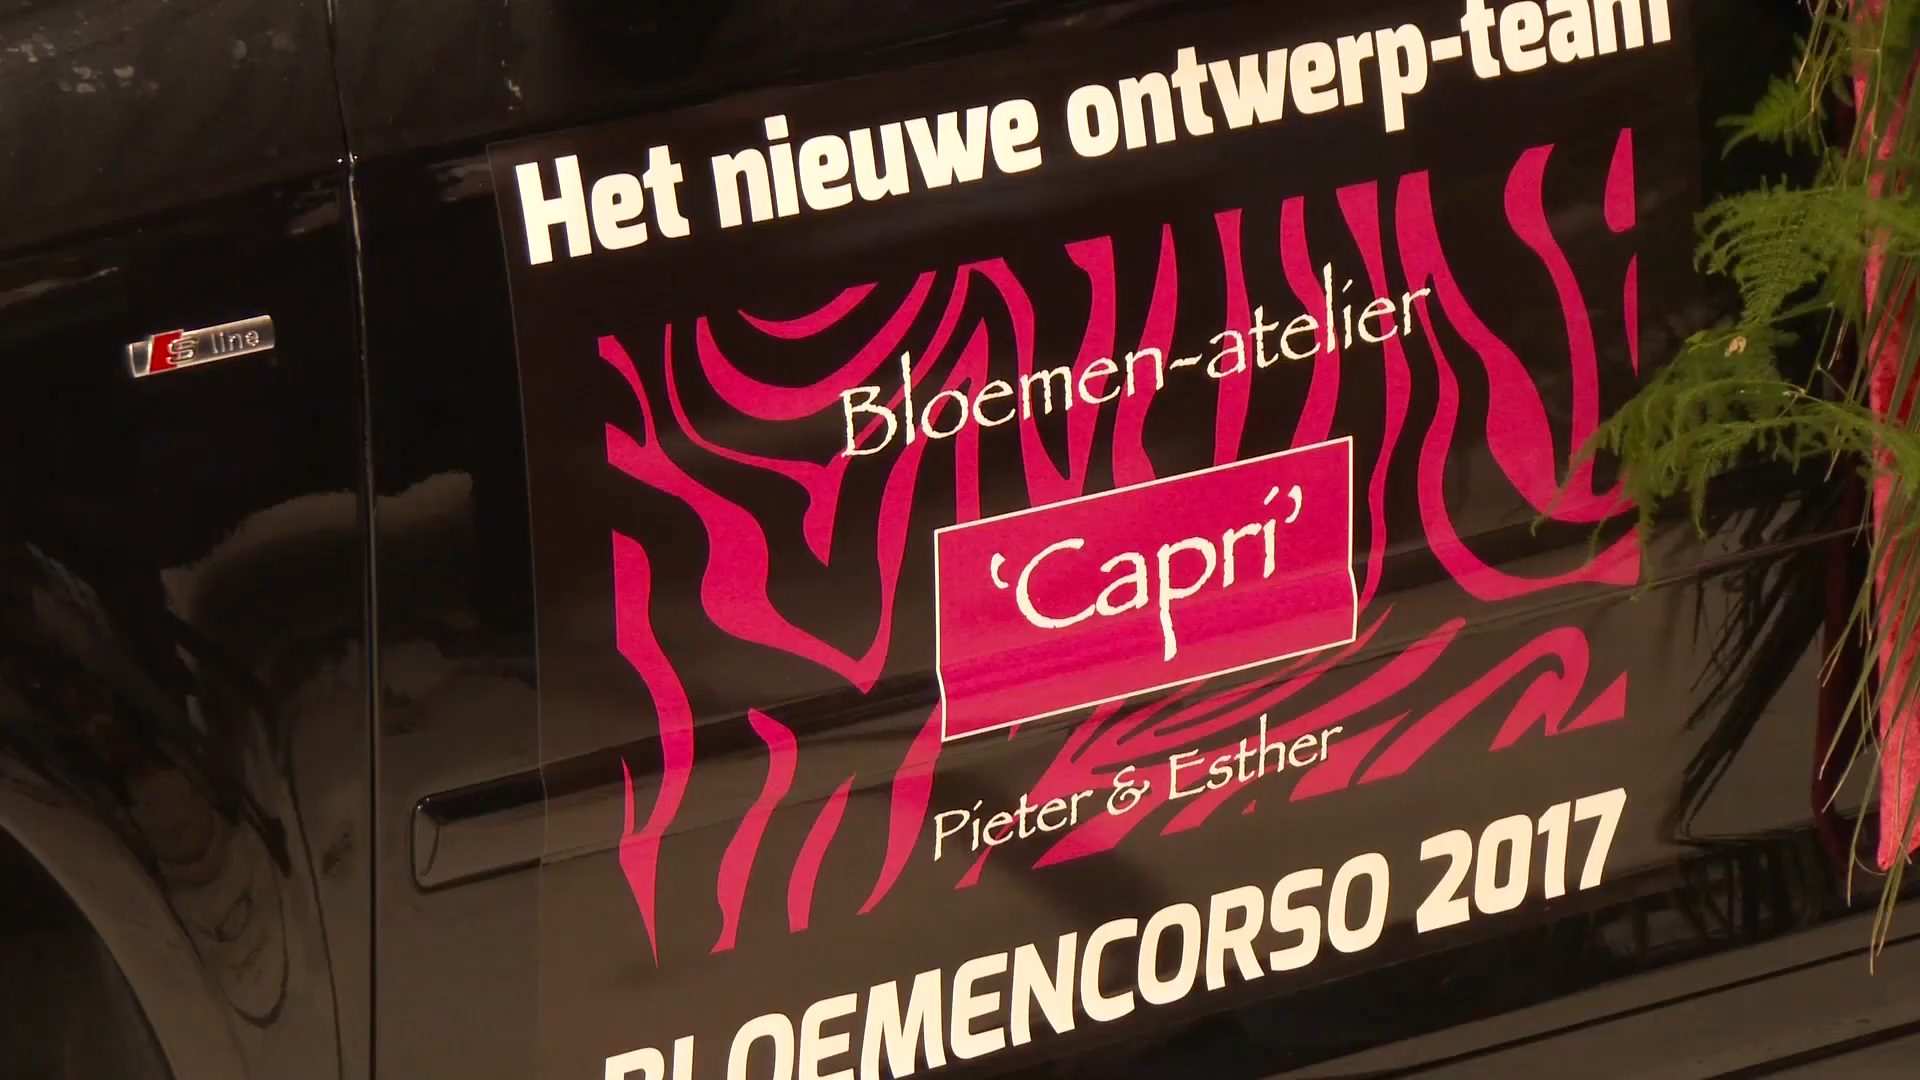 Het nieuwe ontwerp-team
S line
Bloemen-atelier
‘Capri’
Pieter & Esther
BLOEMENCORSO 2017